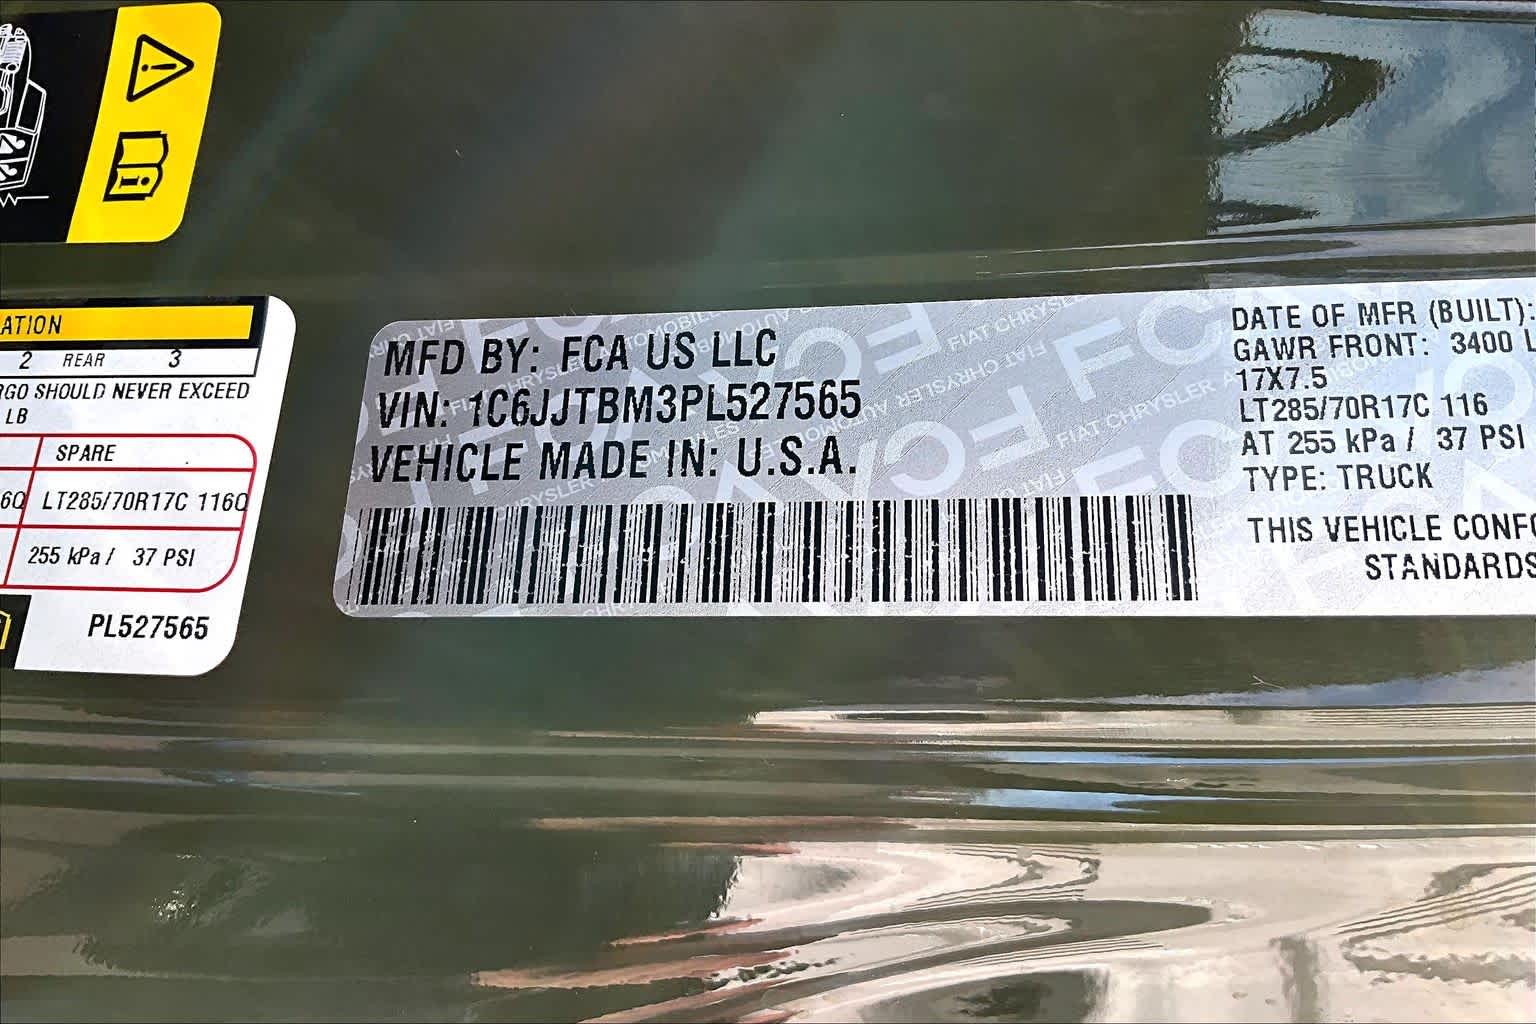 ATION
2 REAR 3
RGO SHOULD NEVER EXCEED
LB
SPARE
6Q LT285/70R17C 116Q
255 kPa / 37 PSI
PL527565
MFD BY: FCA US LLC
VIN: 1C6JJTBM3PL527565
VEHICLE MADE IN: U.S.A.
DATE OF MFR (BUILT):
GAWR FRONT: 3400 L
17X7.5
LT285/70R17C 116
AT 255 kPa / 37 PSI
TYPE: TRUCK
THIS VEHICLE CONFO
STANDARDS